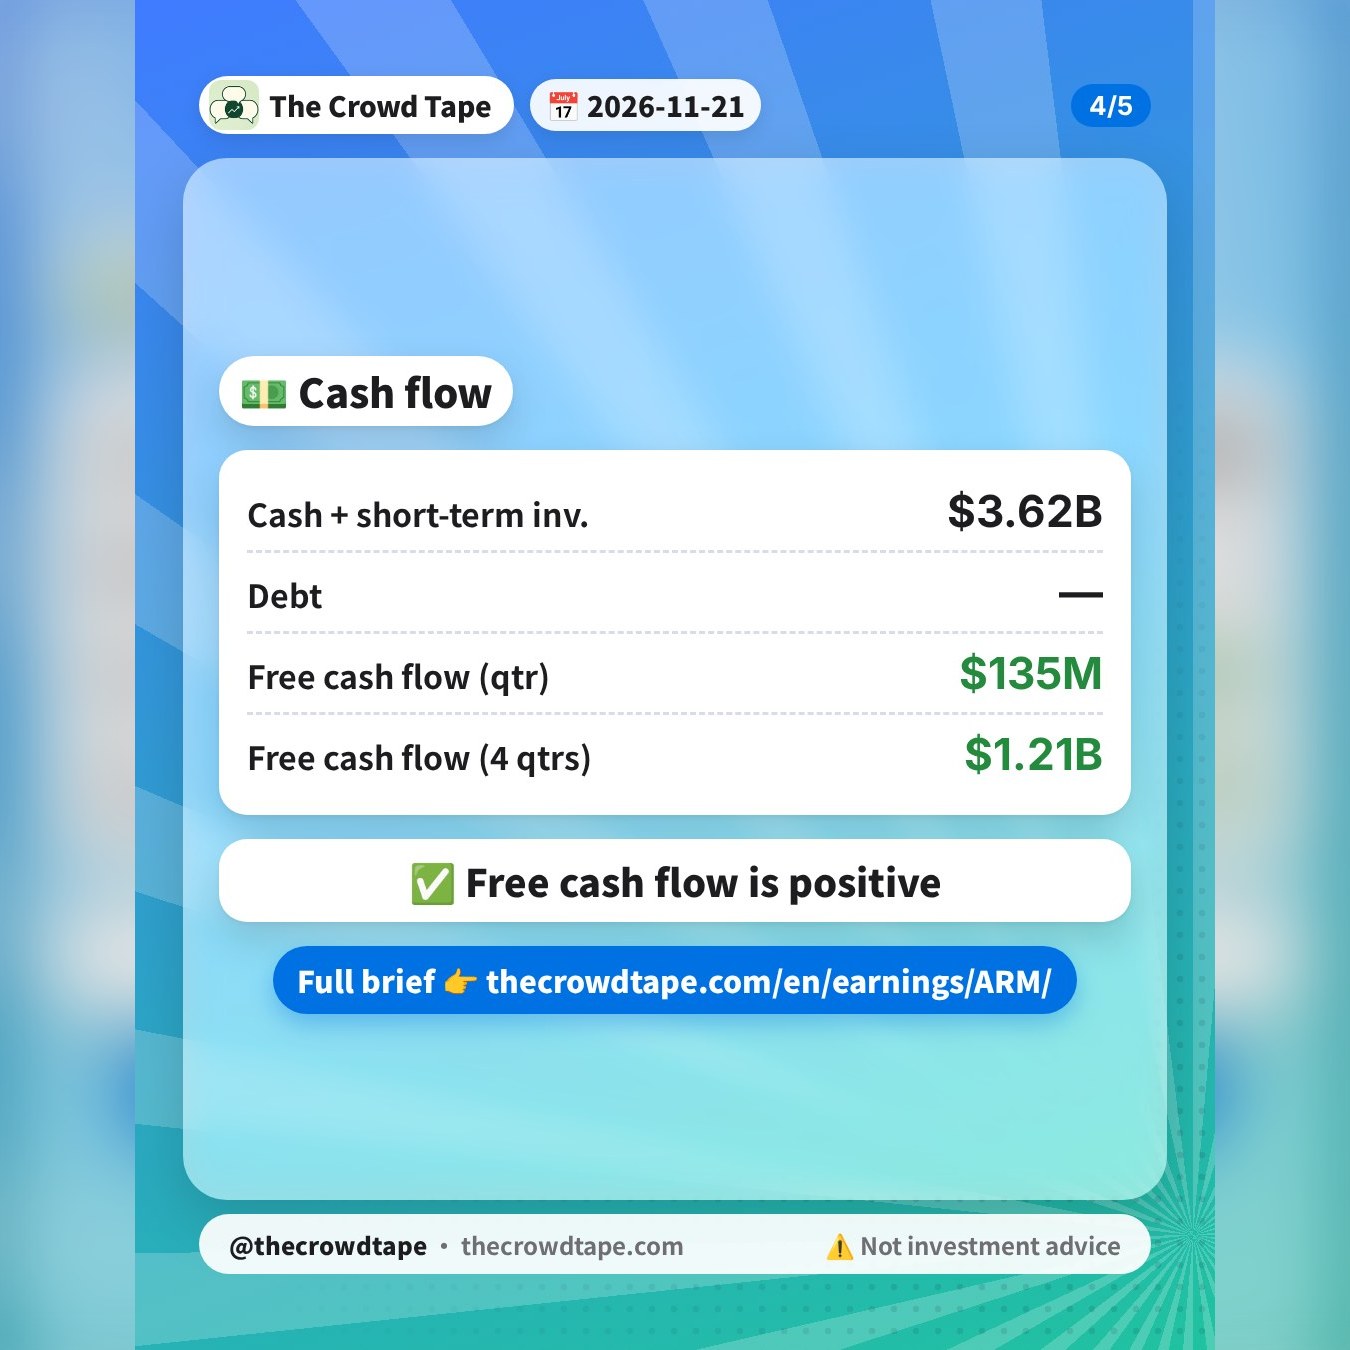 The Crowd Tape
📅 2026-11-21
4/5
💵 Cash flow
Cash + short-term inv. $3.62B
Debt —
Free cash flow (qtr) $135M
Free cash flow (4 qtrs) $1.21B
✅ Free cash flow is positive
Full brief 👉 thecrowdtape.com/en/earnings/ARM/
@thecrowdtape • thecrowdtape.com
⚠️ Not investment advice